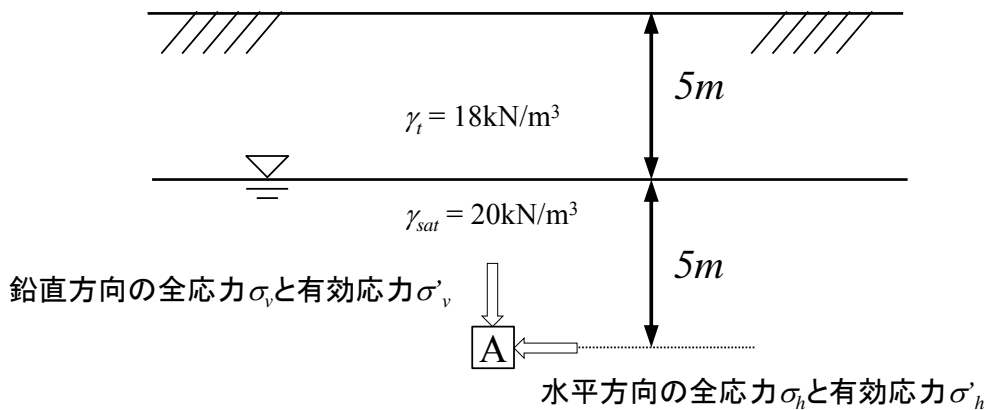 5m
γt = 18kN/m³
γsat = 20kN/m³
5m
鉛直方向の全応力σvと有効応力σ'v
A
水平方向の全応力σhと有効応力σ'h